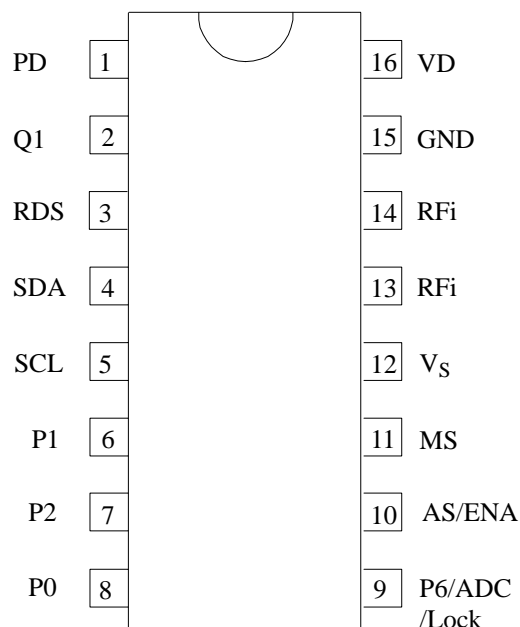 PD 1 16 VD
Q1 2 15 GND
RDS 3 14 RFi
SDA 4 13 RFi
SCL 5 12 VS
P1 6 11 MS
P2 7 10 AS/ENA
P0 8 9 P6/ADC
/Lock